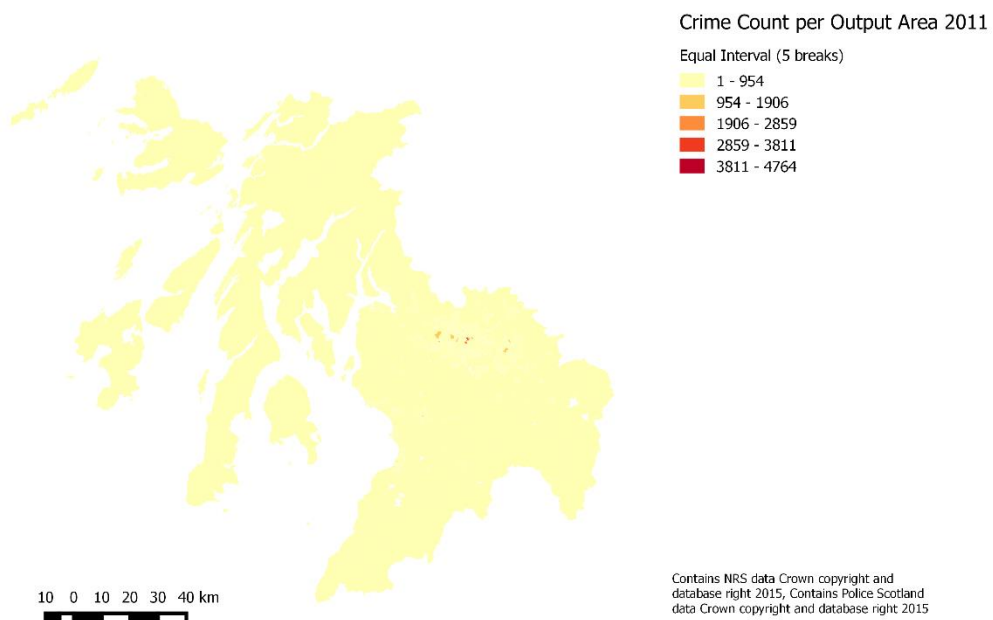 Crime Count per Output Area 2011
Equal Interval (5 breaks)
1 - 954
954 - 1906
1906 - 2859
2859 - 3811
3811 - 4764
10 0 10 20 30 40 km
Contains NRS data Crown copyright and
database right 2015, Contains Police Scotland
data Crown copyright and database right 2015